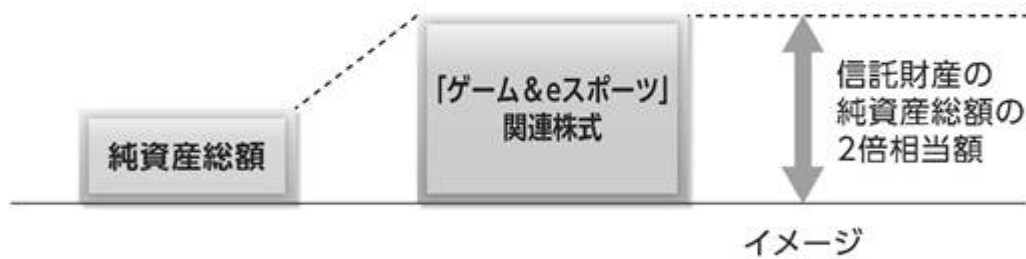 純資産総額
「ゲーム&eスポーツ」
関連株式
信託財産の
純資産総額の
2倍相当額
イメージ